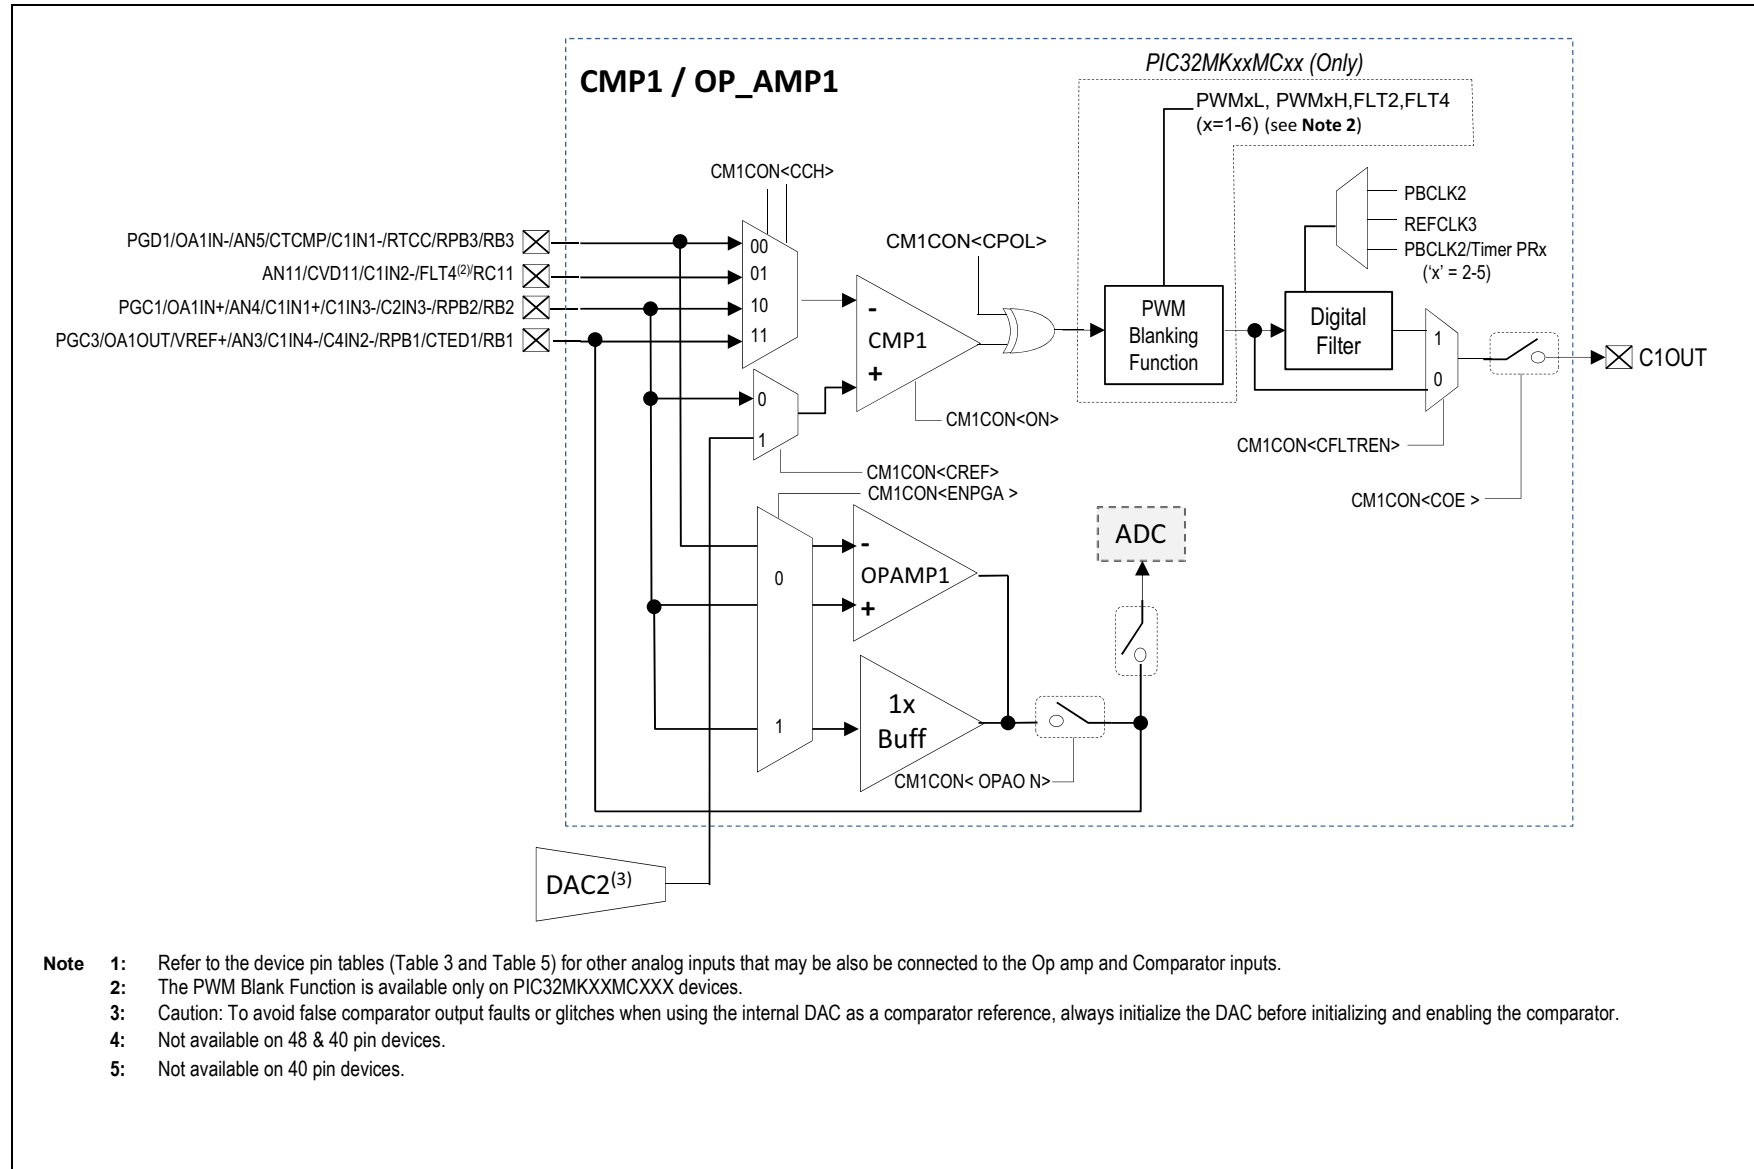 CMP1 / OP_AMP1
PIC32MKxxMCxx (Only)
PWMxL, PWMxH,FLT2,FLT4
(x=1-6) (see Note 2)
CM1CON<CCH>
PGD1/OA1IN-/AN5/CTCMP/C1IN1-/RTCC/RPB3/RB3
AN11/CVD11/C1IN2-/FLT4(2)/RC11
PGC1/OA1IN+/AN4/C1IN1+/C1IN3-/C2IN3-/RPB2/RB2
PGC3/OA1OUT/VREF+/AN3/C1IN4-/C4IN2-/RPB1/CTED1/RB1
00
01
10
11
CM1CON<CPOL>
-
CMP1
+
CM1CON<ON>
PWM
Blanking
Function
PBCLK2
REFCLK3
PBCLK2/Timer PRx
('x' = 2-5)
Digital
Filter
1
0
C1OUT
CM1CON<CFLTREN>
CM1CON<COE >
0
1
CM1CON<CREF>
CM1CON<ENPGA >
0
1
-
OPAMP1
+
1x
Buff
ADC
CM1CON< OPAO N>
DAC2(3)
Note 1: Refer to the device pin tables (Table 3 and Table 5) for other analog inputs that may be also be connected to the Op amp and Comparator inputs.
2: The PWM Blank Function is available only on PIC32MKXXMCXXX devices.
3: Caution: To avoid false comparator output faults or glitches when using the internal DAC as a comparator reference, always initialize the DAC before initializing and enabling the comparator.
4: Not available on 48 & 40 pin devices.
5: Not available on 40 pin devices.